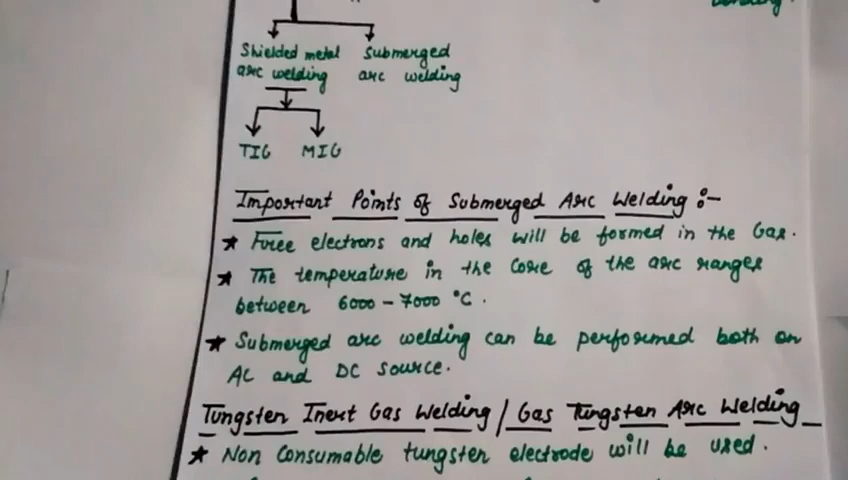 bonding.
Shielded metal Submerged
arc welding arc welding
TIG MIG
Important Points of Submerged Arc Welding :-
★ Free electrons and holes will be formed in the Gas.
★ The temperature in the core of the arc ranges
between 6000 - 7000 °C.
★ Submerged arc welding can be performed both on
AC and DC source.
Tungsten Inert Gas Welding / Gas Tungsten Arc Welding
★ Non Consumable tungsten electrode will be used.